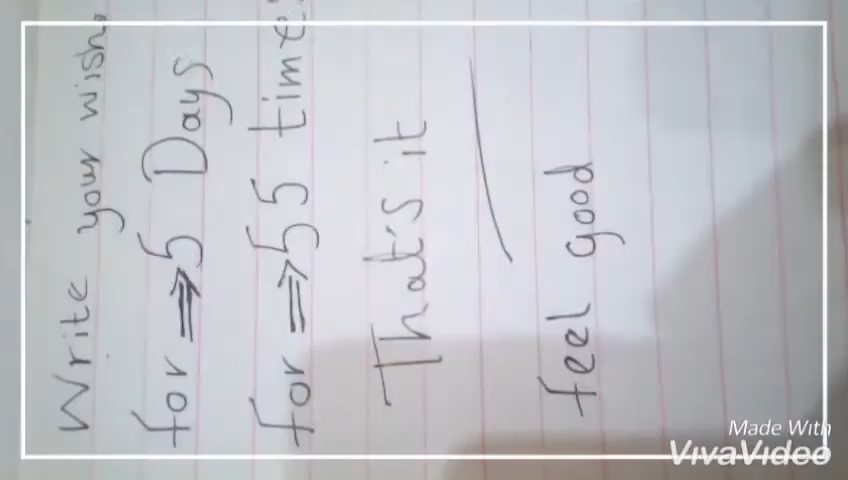 Write your wish
for ⇒ 5 Days
for ⇒ 55 time
That's it
feel good
Made With
VivaVideo